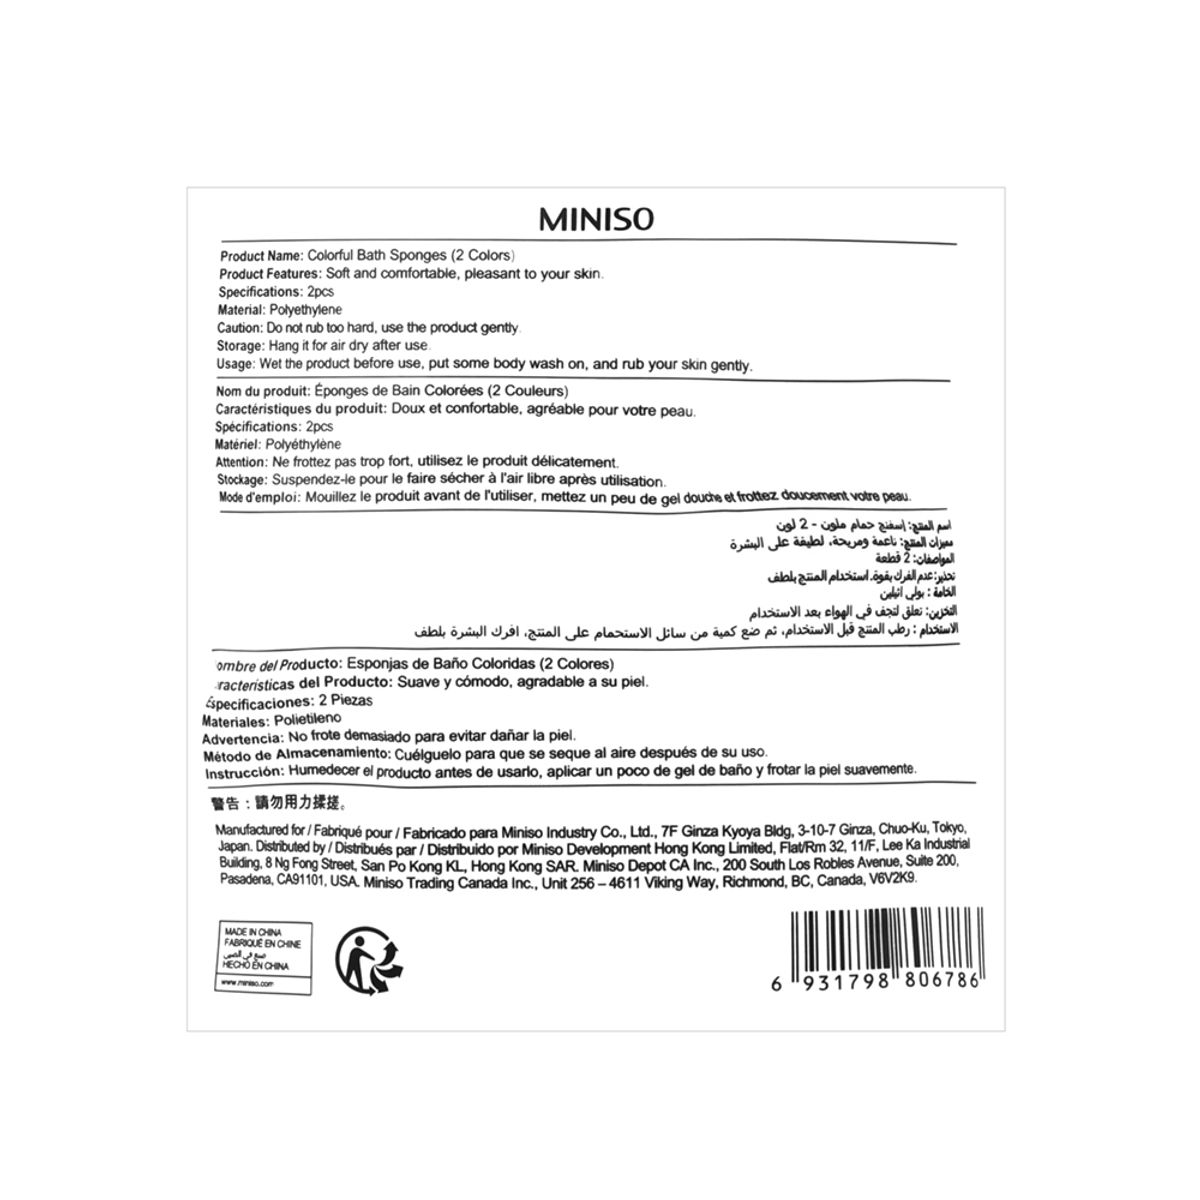 MINISO
Product Name: Colorful Bath Sponges (2 Colors)
Product Features: Soft and comfortable, pleasant to your skin.
Specifications: 2pcs
Material: Polyethylene
Caution: Do not rub too hard, use the product gently.
Storage: Hang it for air dry after use.
Usage: Wet the product before use, put some body wash on, and rub your skin gently.
Nom du produit: Éponges de Bain Colorées (2 Couleurs)
Caractéristiques du produit: Doux et confortable, agréable pour votre peau.
Spécifications: 2pcs
Matériel: Polyéthylène
Attention: Ne frottez pas trop fort, utilisez le produit délicatement.
Stockage: Suspendez-le pour le faire sécher à l'air libre après utilisation.
Mode d'emploi: Mouillez le produit avant de l'utiliser, mettez un peu de gel douche et frottez doucement votre peau.
اسم المنتج: إسفنج حمام ملون - 2 لون
مميزات المنتج: ناعمة ومريحة، لطيفة على البشرة
المواصفات: 2 قطعة
تحذير: عدم الفرك بقوة. استخدام المنتج بلطف
الخامة : بولي اثيلين
التخزين: تعلق لتجف في الهواء بعد الاستخدام
الاستخدام : رطب المنتج قبل الاستخدام، ثم ضع كمية من سائل الاستحمام على المنتج، افرك البشرة بلطف
ombre del Producto: Esponjas de Baño Coloridas (2 Colores)
racterísticas del Producto: Suave y cómodo, agradable a su piel.
Especificaciones: 2 Piezas
Materiales: Polietileno
Advertencia: No frote demasiado para evitar dañar la piel.
Método de Almacenamiento: Cuélguelo para que se seque al aire después de su uso.
Instrucción: Humedecer el producto antes de usarlo, aplicar un poco de gel de baño y frotar la piel suavemente.
警告：請勿用力揉搓。
Manufactured for / Fabriqué pour / Fabricado para Miniso Industry Co., Ltd., 7F Ginza Kyoya Bldg, 3-10-7 Ginza, Chuo-Ku, Tokyo,
Japan. Distributed by / Distribués par / Distribuido por Miniso Development Hong Kong Limited, Flat/Rm 32, 11/F, Lee Ka Industrial
Building, 8 Ng Fong Street, San Po Kong KL, Hong Kong SAR. Miniso Depot CA Inc., 200 South Los Robles Avenue, Suite 200,
Pasadena, CA91101, USA. Miniso Trading Canada Inc., Unit 256 – 4611 Viking Way, Richmond, BC, Canada, V6V2K9.
MADE IN CHINA
FABRIQUÉ EN CHINE
صنع في الصين
HECHO EN CHINA
www.miniso.com
6 931798 806786